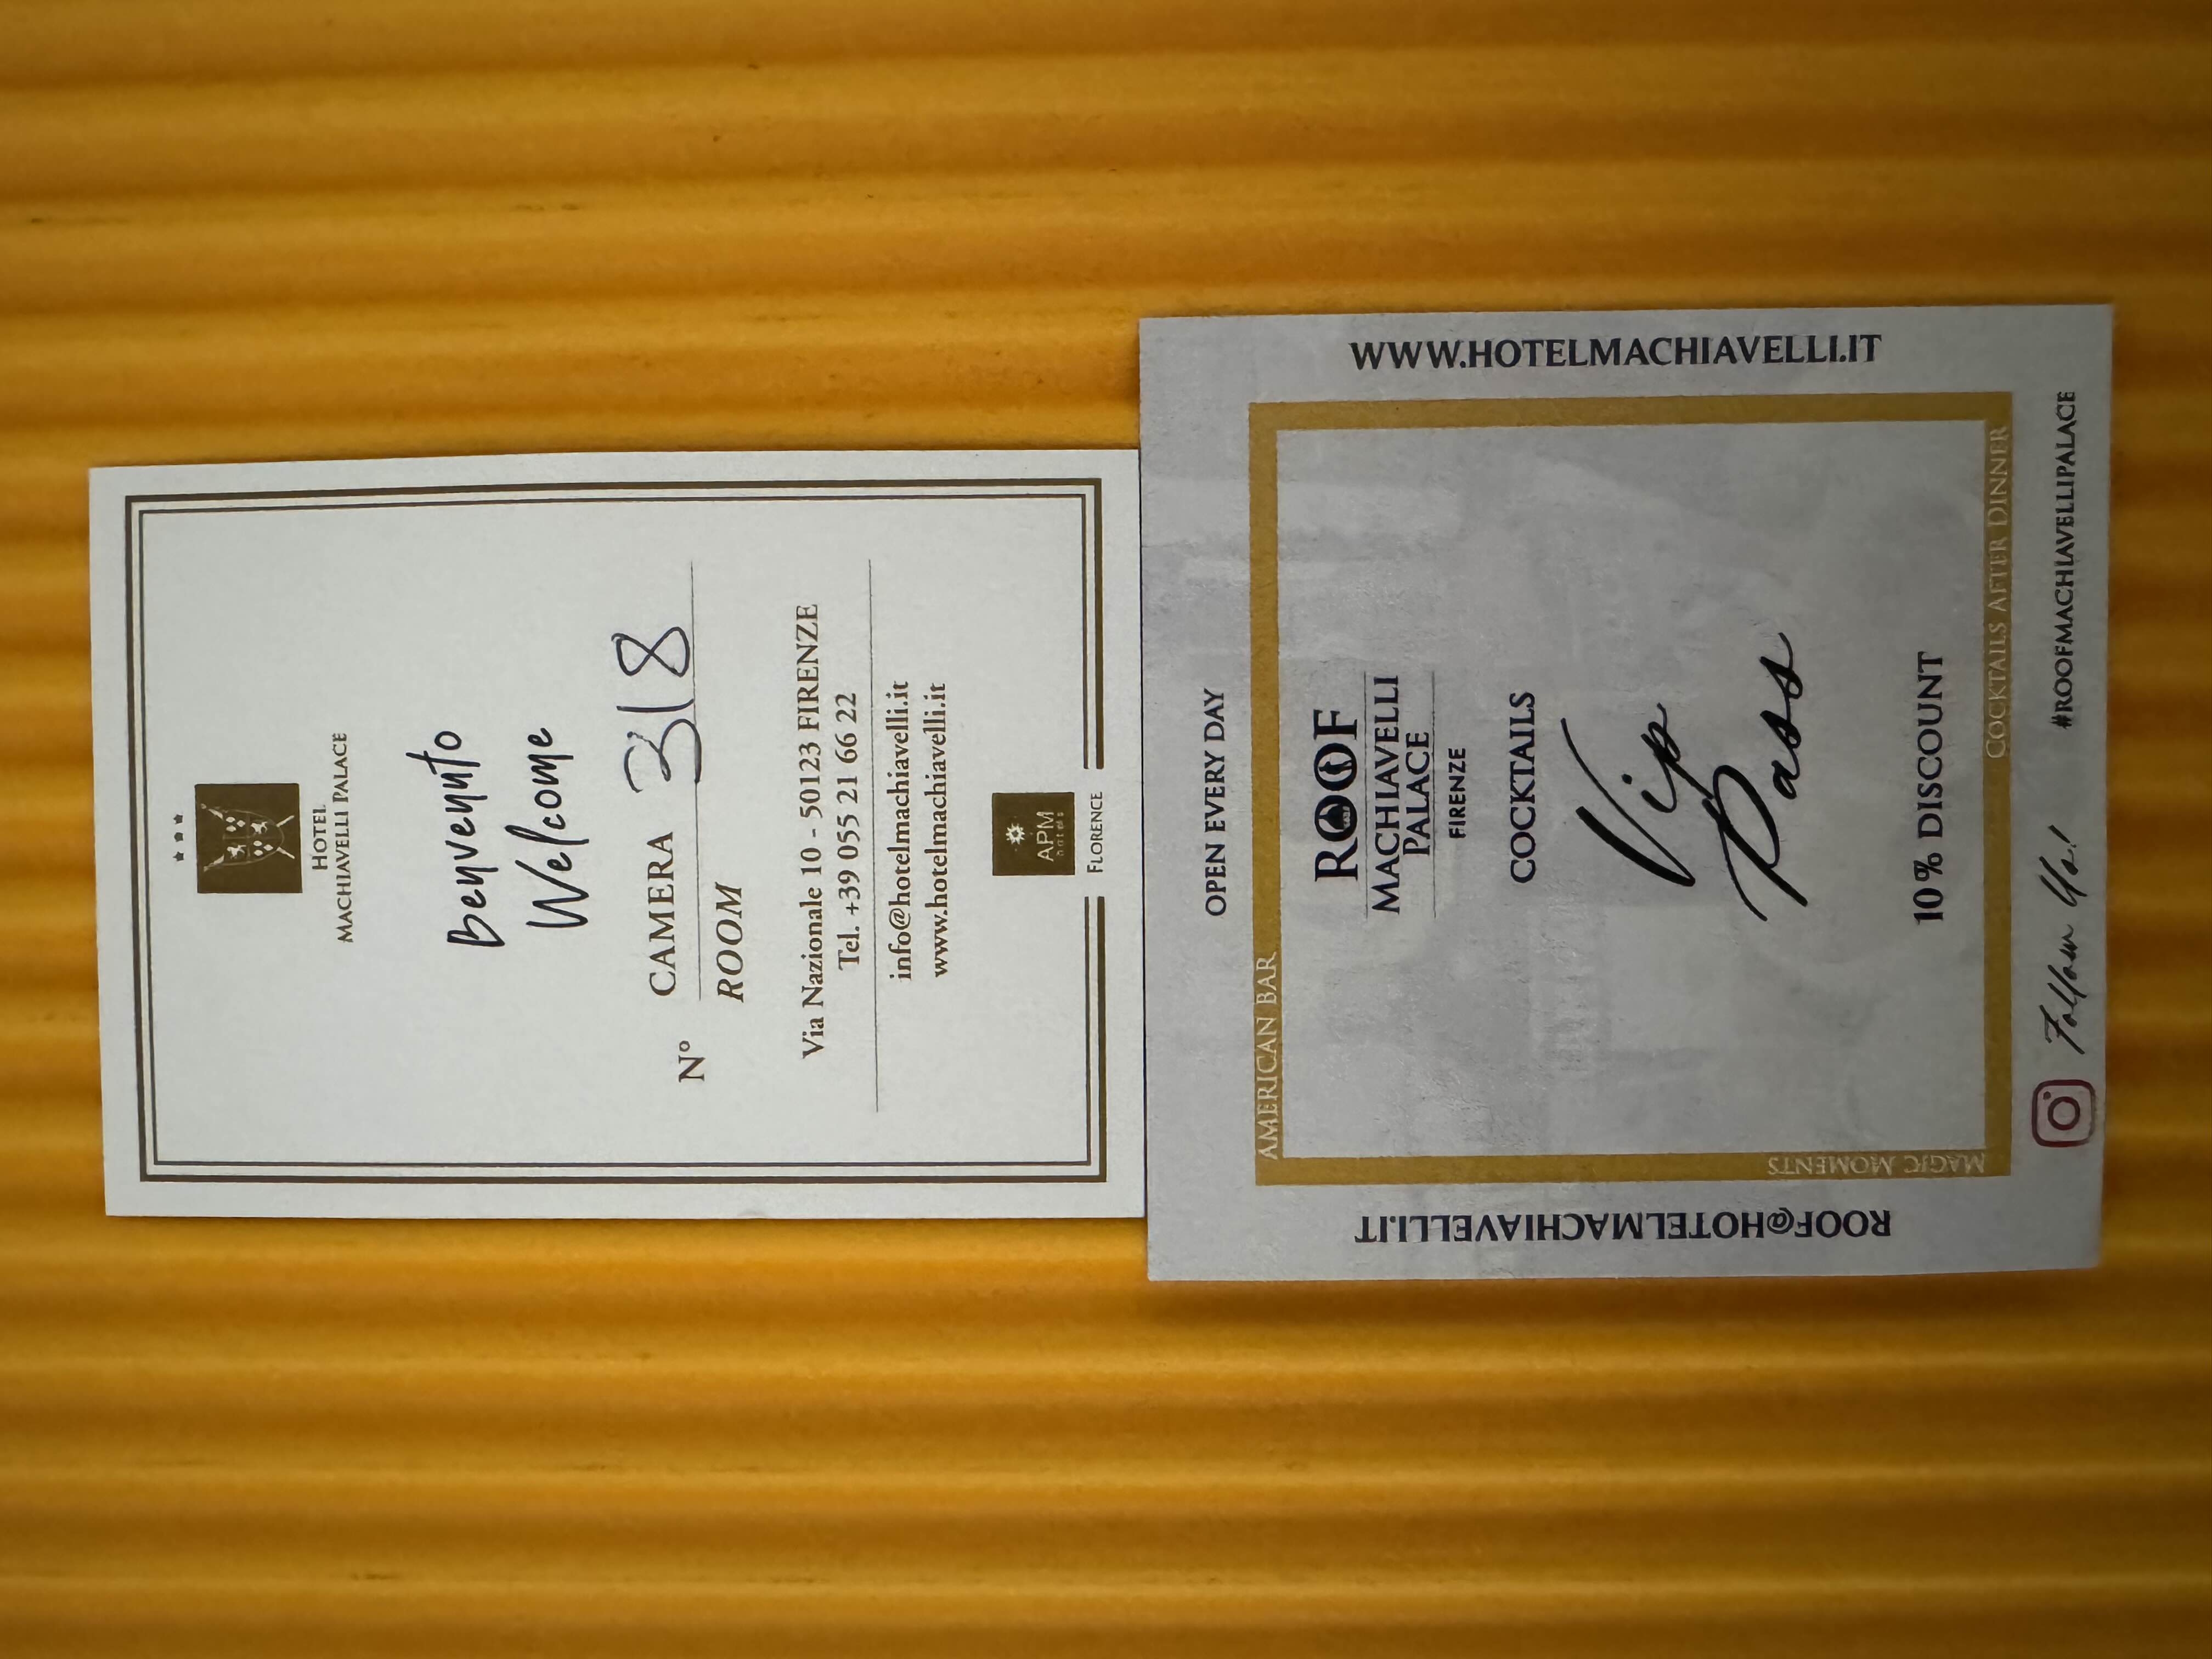 HOTEL
MACHIAVELLI PALACE
Benvenuto
Welcome
Nº CAMERA 318
ROOM
Via Nazionale 10 - 50123 FIRENZE
Tel. +39 055 21 66 22
info@hotelmachiavelli.it
www.hotelmachiavelli.it
APM
hotels
FLORENCE
OPEN EVERY DAY
AMERICAN BAR
ROOF
MACHIAVELLI
PALACE
FIRENZE
COCKTAILS
Vip
Pass
10% DISCOUNT
COCKTAILS AFTER DINNER
MAGIC MOMENTS
WWW.HOTELMACHIAVELLI.IT
ROOF@HOTELMACHIAVELLI.IT
Follow Us!
#ROOFMACHIAVELLIPALACE